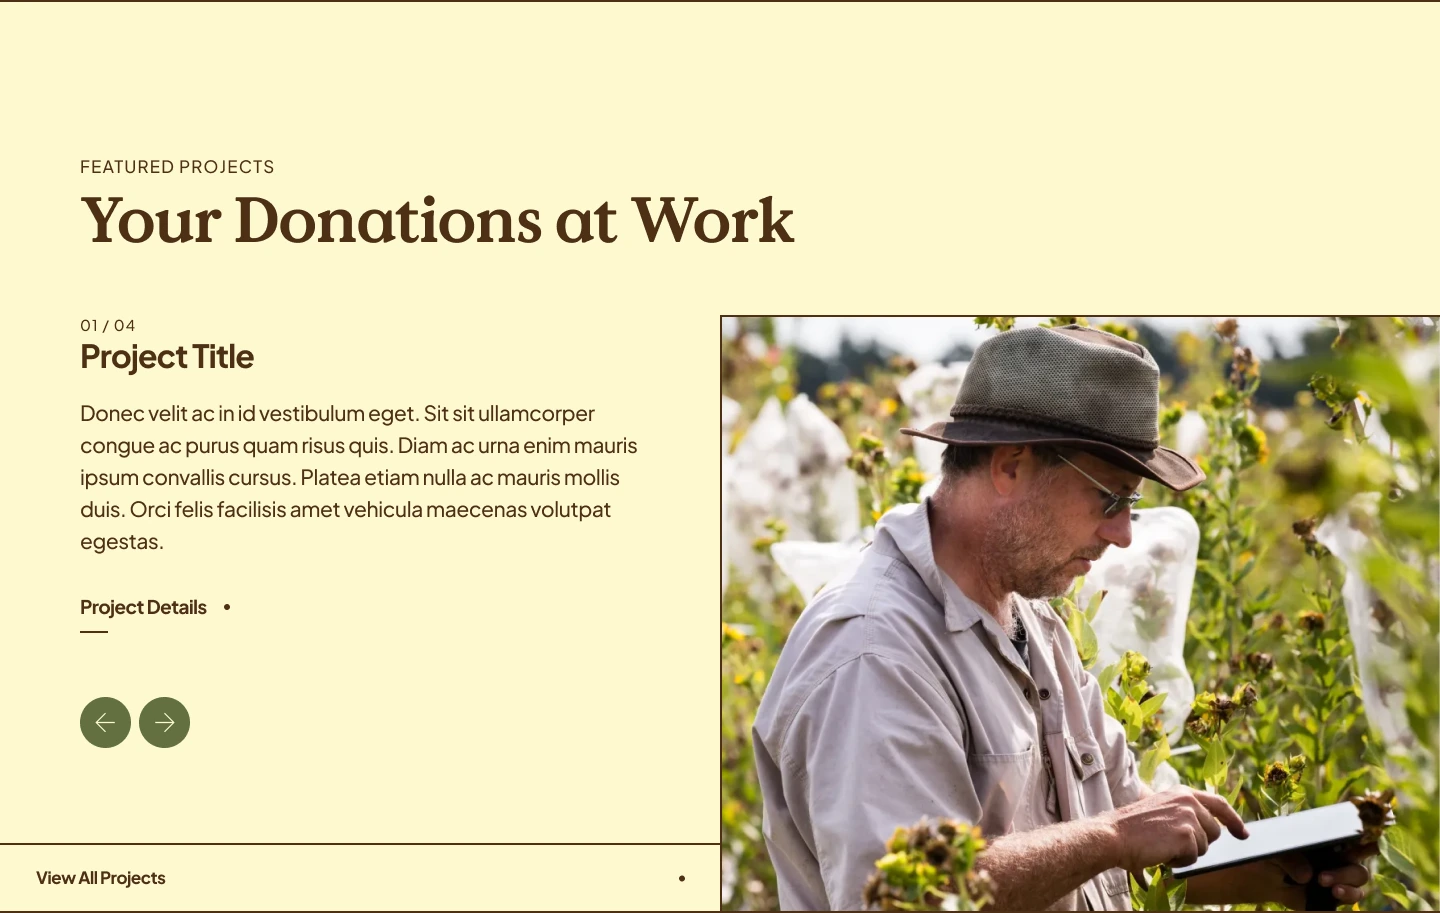 FEATURED PROJECTS
Your Donations at Work
01 / 04
Project Title
Donec velit ac in id vestibulum eget. Sit sit ullamcorper
congue ac purus quam risus quis. Diam ac urna enim mauris
ipsum convallis cursus. Platea etiam nulla ac mauris mollis
duis. Orci felis facilisis amet vehicula maecenas volutpat
egestas.
Project Details •
View All Projects •